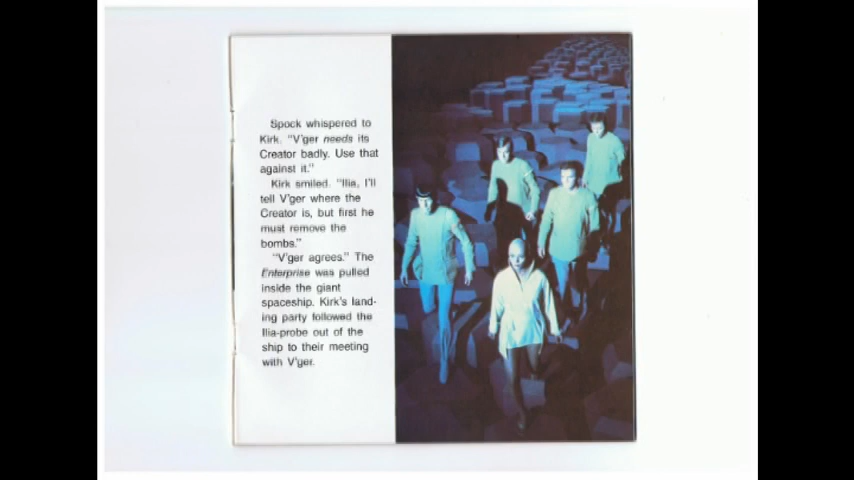 Spock whispered to
Kirk. "V'ger needs its
Creator badly. Use that
against it."
Kirk smiled. "Ilia, I'll
tell V'ger where the
Creator is, but first he
must remove the
bombs."
"V'ger agrees." The
Enterprise was pulled
inside the giant
spaceship. Kirk's land-
ing party followed the
Ilia-probe out of the
ship to their meeting
with V'ger.